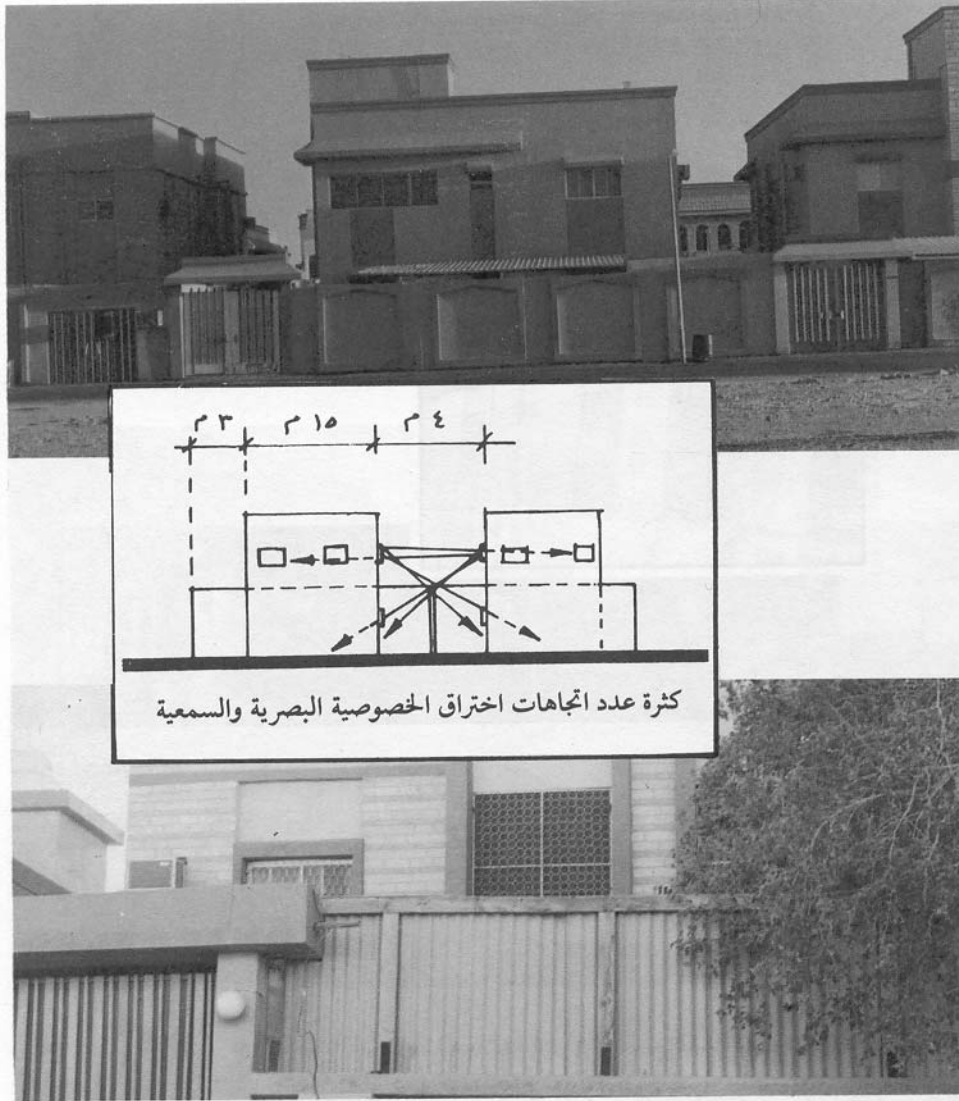 ٣ م ١٥ م ٤ م
كثرة عدد اتجاهات اختراق الخصوصية البصرية والسمعية